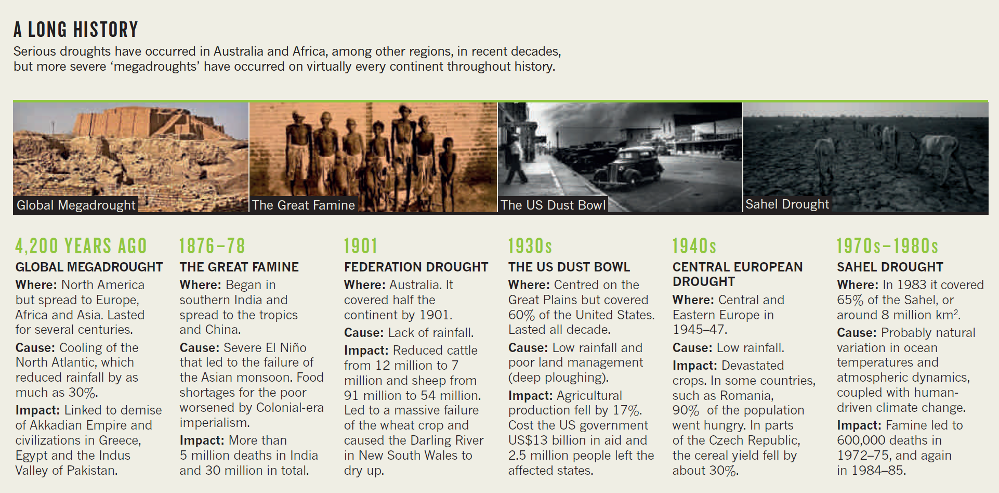 A LONG HISTORY
Serious droughts have occurred in Australia and Africa, among other regions, in recent decades,
but more severe ‘megadroughts’ have occurred on virtually every continent throughout history.
Global Megadrought
The Great Famine
The US Dust Bowl
Sahel Drought
4,200 YEARS AGO
GLOBAL MEGADROUGHT
Where: North America
but spread to Europe,
Africa and Asia. Lasted
for several centuries.
Cause: Cooling of the
North Atlantic, which
reduced rainfall by as
much as 30%.
Impact: Linked to demise
of Akkadian Empire and
civilizations in Greece,
Egypt and the Indus
Valley of Pakistan.
1876–78
THE GREAT FAMINE
Where: Began in
southern India and
spread to the tropics
and China.
Cause: Severe El Niño
that led to the failure of
the Asian monsoon. Food
shortages for the poor
worsened by Colonial-era
imperialism.
Impact: More than
5 million deaths in India
and 30 million in total.
1901
FEDERATION DROUGHT
Where: Australia. It
covered half the
continent by 1901.
Cause: Lack of rainfall.
Impact: Reduced cattle
from 12 million to 7
million and sheep from
91 million to 54 million.
Led to a massive failure
of the wheat crop and
caused the Darling River
in New South Wales to
dry up.
1930s
THE US DUST BOWL
Where: Centred on the
Great Plains but covered
60% of the United States.
Lasted all decade.
Cause: Low rainfall and
poor land management
(deep ploughing).
Impact: Agricultural
production fell by 17%.
Cost the US government
US$13 billion in aid and
2.5 million people left the
affected states.
1940s
CENTRAL EUROPEAN
DROUGHT
Where: Central and
Eastern Europe in
1945–47.
Cause: Low rainfall.
Impact: Devastated
crops. In some countries,
such as Romania,
90% of the population
went hungry. In parts
of the Czech Republic,
the cereal yield fell by
about 30%.
1970s–1980s
SAHEL DROUGHT
Where: In 1983 it covered
65% of the Sahel, or
around 8 million km².
Cause: Probably natural
variation in ocean
temperatures and
atmospheric dynamics,
coupled with human-
driven climate change.
Impact: Famine led to
600,000 deaths in
1972–75, and again
in 1984–85.